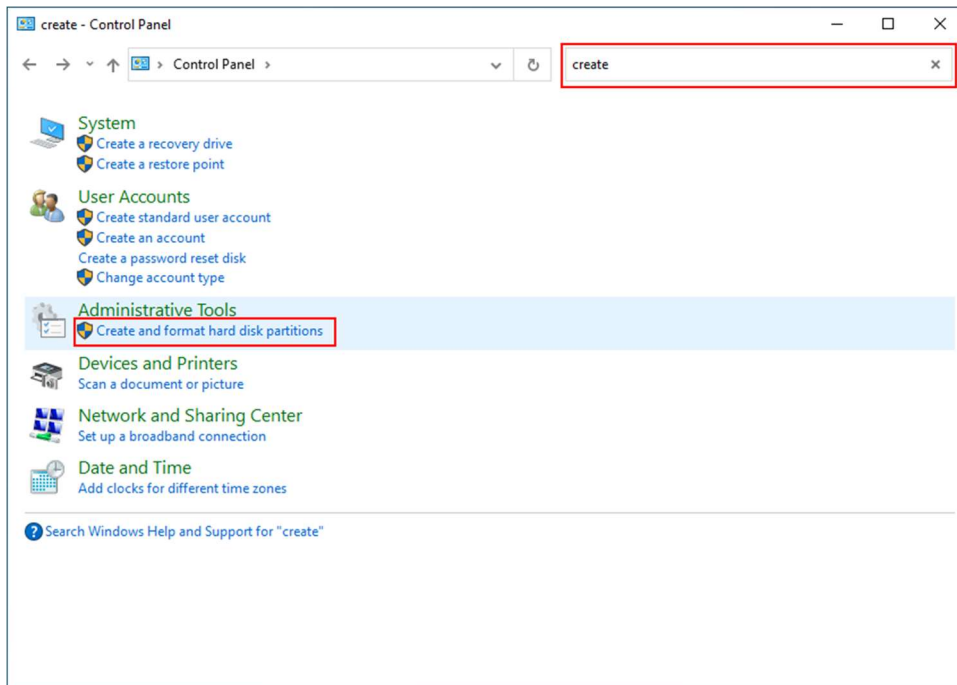 create - Control Panel
Control Panel
create
System
Create a recovery drive
Create a restore point
User Accounts
Create standard user account
Create an account
Create a password reset disk
Change account type
Administrative Tools
Create and format hard disk partitions
Devices and Printers
Scan a document or picture
Network and Sharing Center
Set up a broadband connection
Date and Time
Add clocks for different time zones
Search Windows Help and Support for "create"